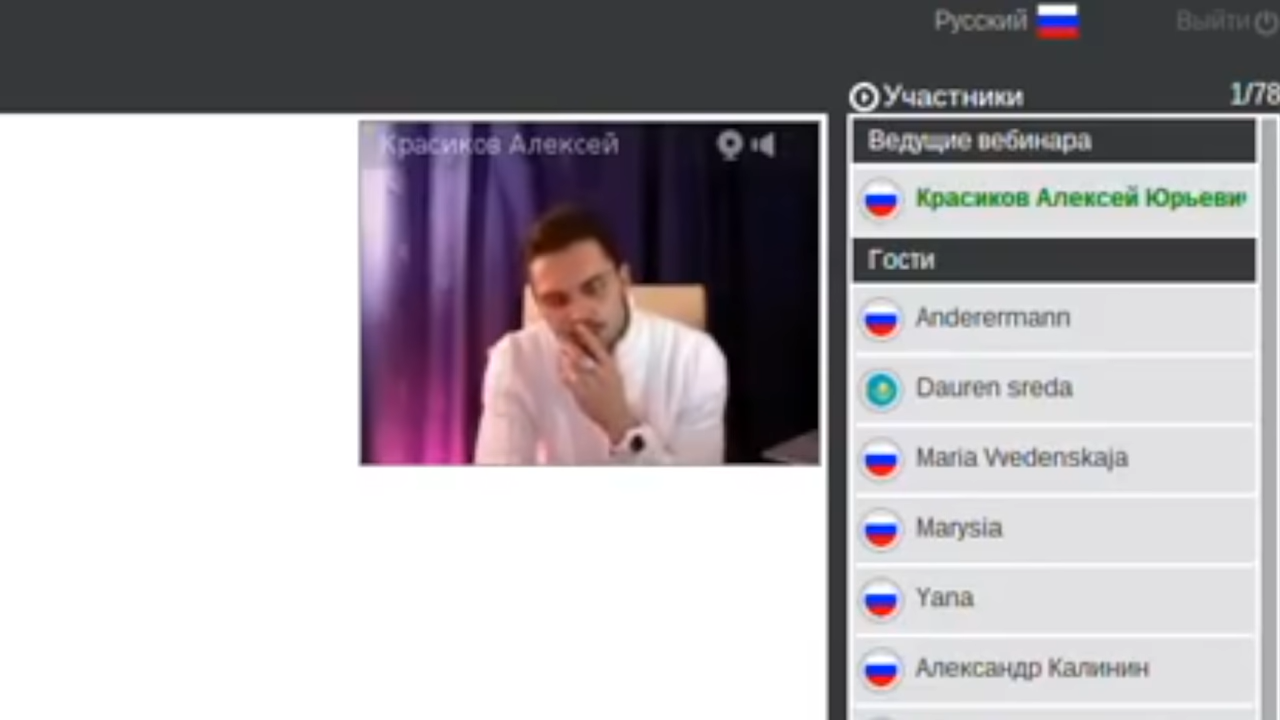 Русский
Выйти
Участники 1/78
Красиков Алексей
Ведущие вебинара
Красиков Алексей Юрьеви
Гости
Anderermann
Dauren sreda
Maria Vvedenskaja
Marysia
Yana
Александр Калинин